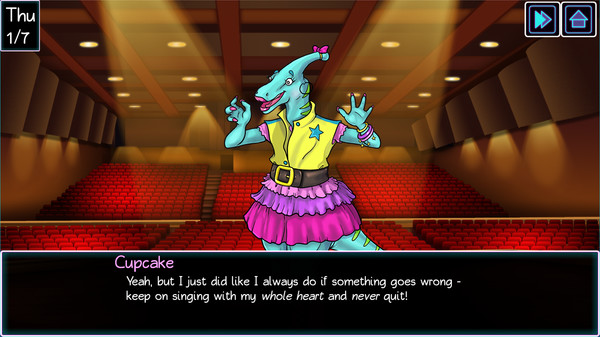 Thu
1/7
Cupcake
Yeah, but I just did like I always do if something goes wrong -
keep on singing with my whole heart and never quit!